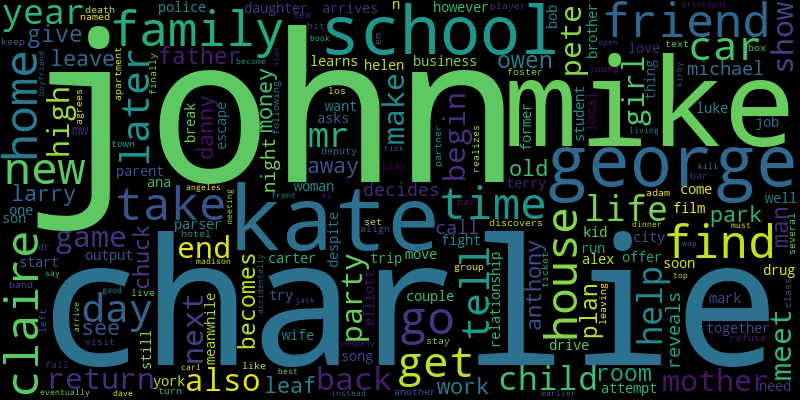 john
mike
charlie
kate
george
school
family
friend
year
death
named
police
daughter
arrives
however
player
principal
give
later
father
learns
helen
business
owen
pete
bob
brother
car
show
home
high
leave
money
mr
make
want
asks
begin
girl
michael
love
thing
luke
text
box
job
new
town
parent
danny
break
escape
night
following
away
woman
decides
old
terry
former
student
local
young
open
foster
realizes
partner
deputy
play
los
apartment
finally
boyfriend
agrees
mw
sex
hit
book
become
keep
living
kill
kirby
bar
adam
larry
ana
take
time
call
life
park
come
well
film
man
several
one
son
game
dr
parser
output
chuck
hotel
angeles
front
meeting
despite
set
align
carter
trip
move
fight
discovers
pay
kid
run
city
must
dinner
way
find
claire
start
day
end
becomes
madison
try
jack
accidentally
party
elliott
couple
tell
group
relationship
anthony
house
plan
alex
offer
soon
drug
top
leaving
ticket
drive
help
reveals
mark
together
class
meet
see
visit
live
good
arrive
next
still
meanwhile
wife
song
stay
go
get
company
band
left
say
return
york
also
carl
like
best
leaf
back
work
another
child
room
attempt
mother
need
refuse
fall
eventually
dave
turn
instead
earlier